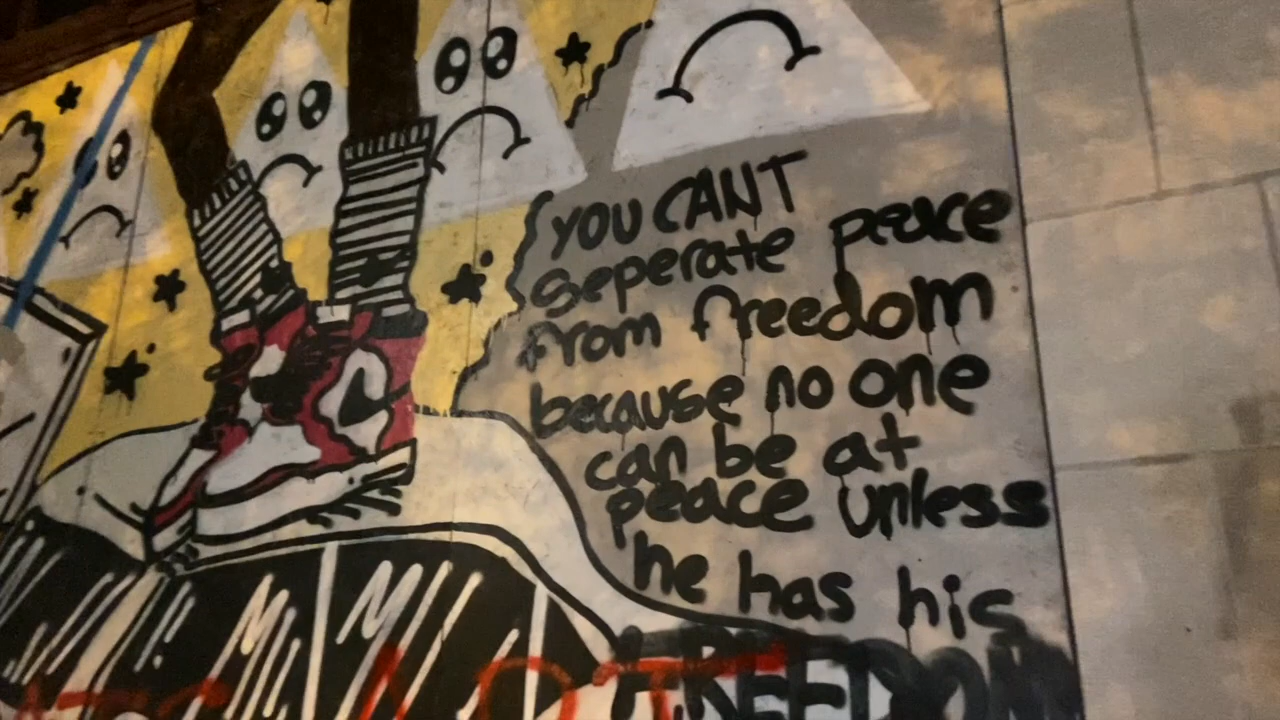 YOU CANT
seperate peace
from freedom
because no one
can be at
peace unless
he has his
FREEDOM